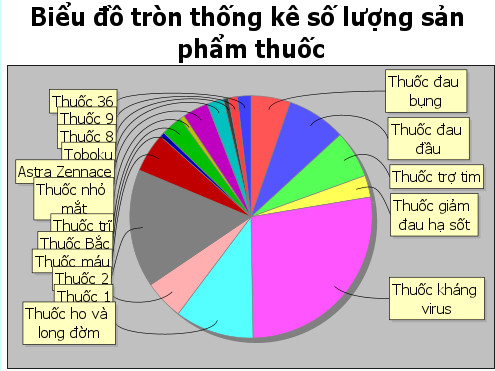 Biểu đồ tròn thống kê số lượng sản
phẩm thuốc
Thuốc 36
Thuốc 9
Thuốc 8
Toboku
Astra Zennace
Thuốc nhỏ
mắt
Thuốc trĩ
Thuốc Bắc
Thuốc máu
Thuốc 2
Thuốc 1
Thuốc ho và
long đờm
Thuốc đau
bụng
Thuốc đau
đầu
Thuốc trợ tim
Thuốc giảm
đau hạ sốt
Thuốc kháng
virus